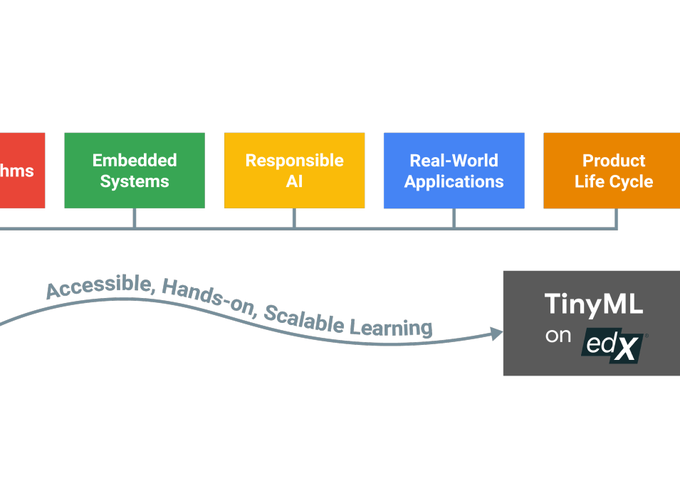 hms
Embedded
Systems
Responsible
AI
Real-World
Applications
Product
Life Cycle
Accessible, Hands-on, Scalable Learning
TinyML
on edX